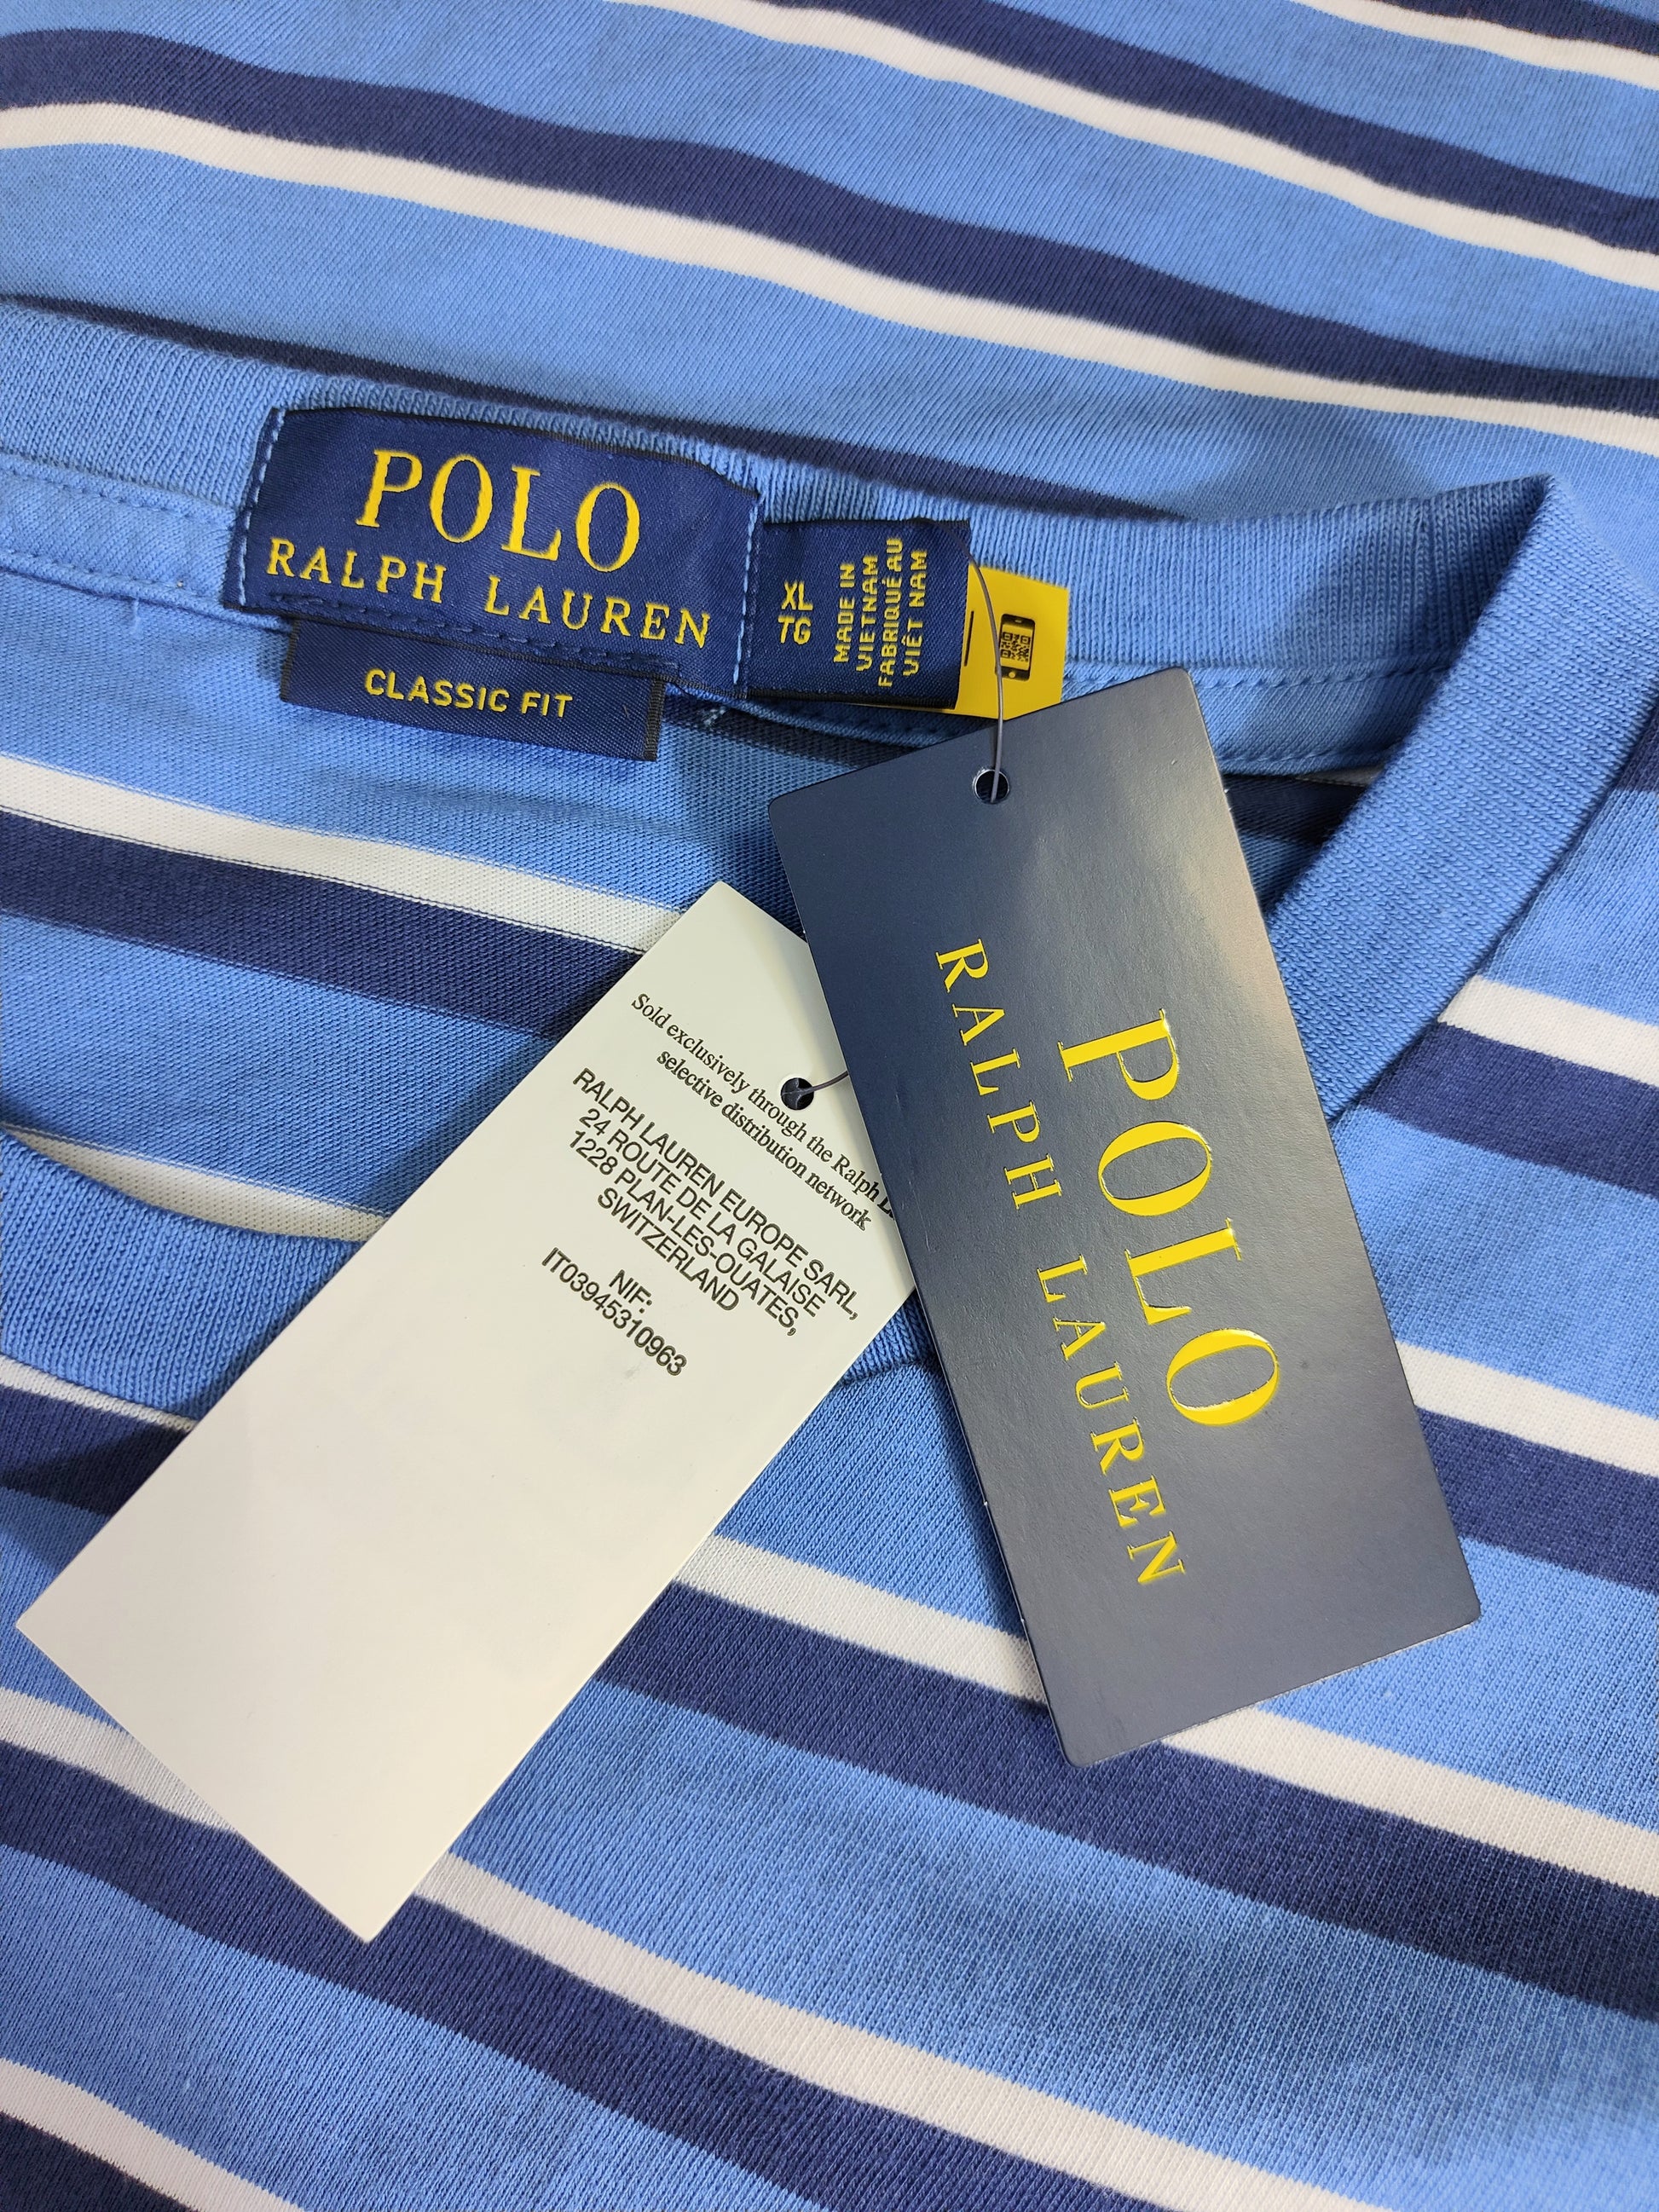 POLO
RALPH LAUREN
CLASSIC FIT
XL
TG
MADE IN
VIETNAM
FABRIQUÉ AU
VIÊT NAM
Sold exclusively through the Ralph
selective distribution network
RALPH LAUREN EUROPE SARL,
24 ROUTE DE LA GALAISE
1228 PLAN-LES-OUATES,
SWITZERLAND
NIF:
IT03945310963
POLO
RALPH LAUREN